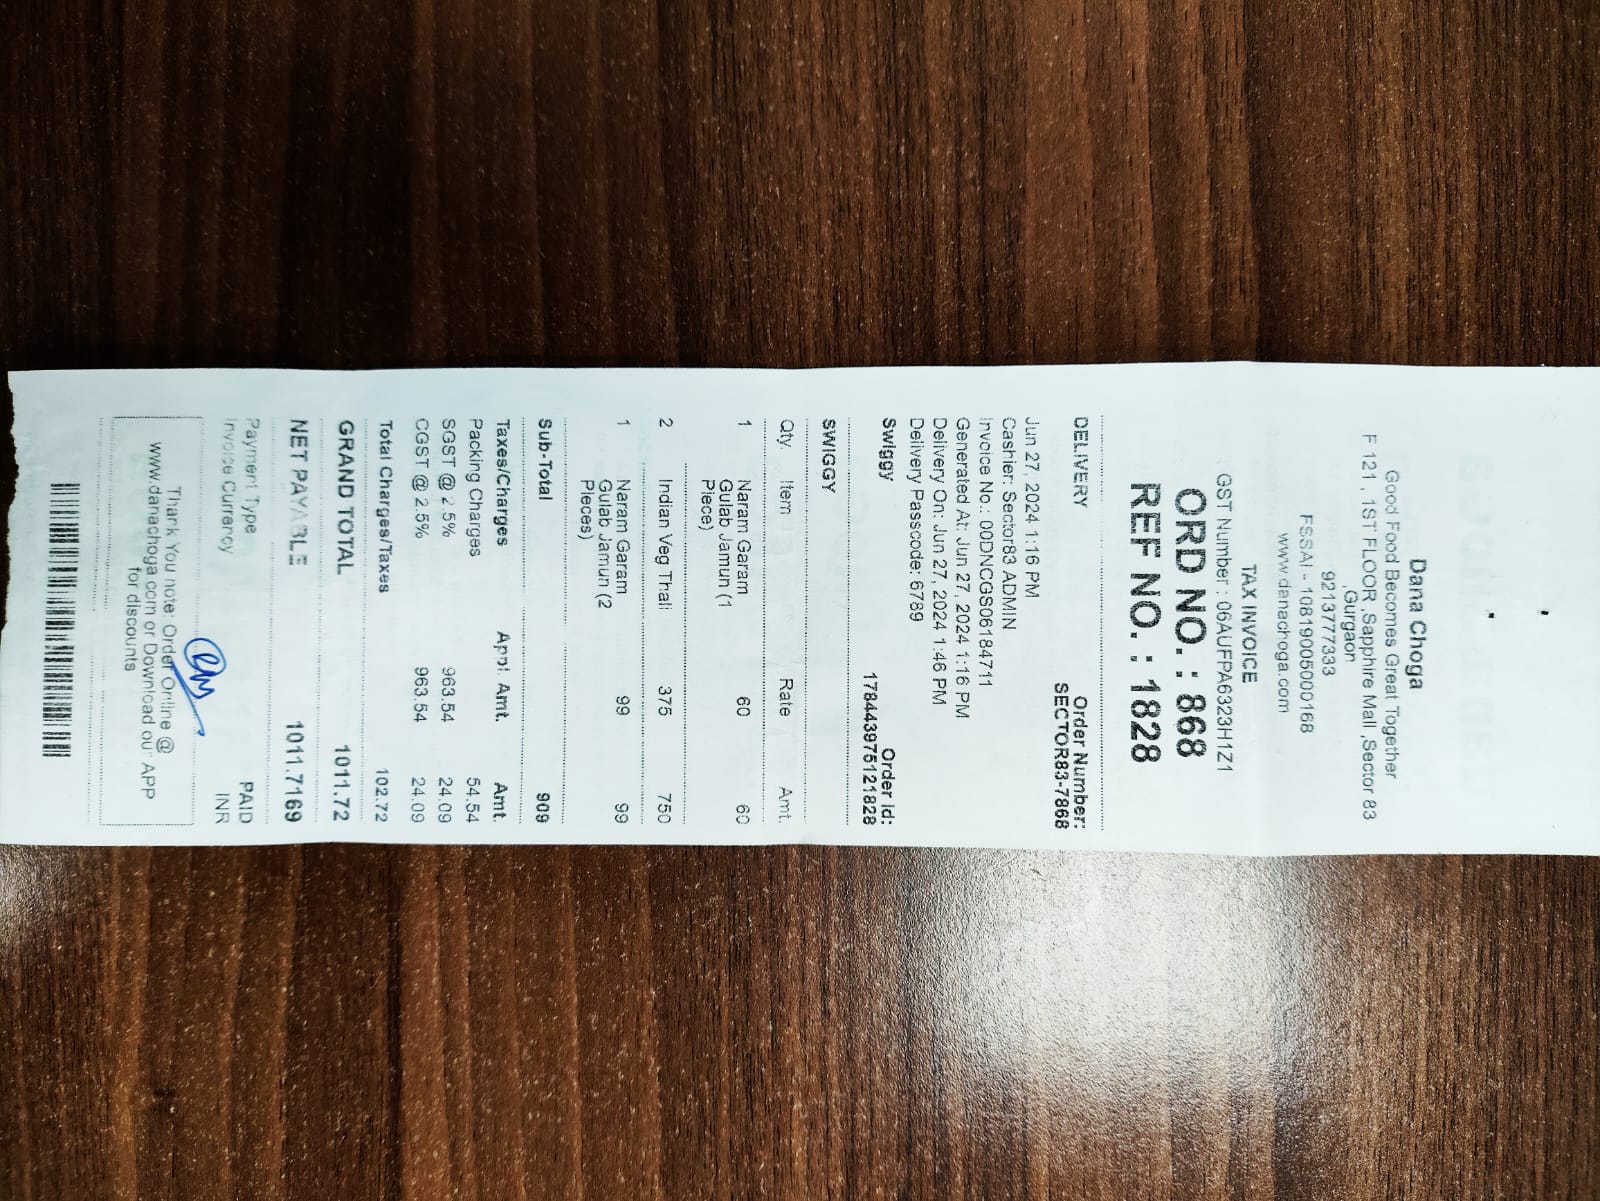 Dana Choga
Good Food Becomes Great Together
F 121 , 1ST FLOOR ,Sapphire Mall ,Sector 83
,Gurgaon
9213777333
FSSAI - 10819005000168
www.danachoga.com
TAX INVOICE
GST Number : 06AUFPA6323H1Z1
ORD NO. : 868
REF NO. : 1828
DELIVERY Order Number:
SECTOR83-7868
Jun 27, 2024 1:16 PM
Cashier: Sector83 ADMIN
Invoice No.: 00DNCGS06184711
Generated At: Jun 27, 2024 1:16 PM
Delivery On: Jun 27, 2024 1:46 PM
Delivery Passcode: 6789
Swiggy Order Id:
178443975121828
SWIGGY
Qty. Item Rate Amt.
1 Naram Garam 60 60
Gulab Jamun (1
Piece)
2 Indian Veg Thali 375 750
1 Naram Garam 99 99
Gulab Jamun (2
Pieces)
Sub-Total 909
Taxes/Charges Appl. Amt. Amt.
Packing Charges 54.54
SGST @ 2.5% 963.54 24.09
CGST @ 2.5% 963.54 24.09
Total Charges/Taxes 102.72
GRAND TOTAL 1011.72
NET PAYABLE 1011.7169
Payment Type PAID
Invoice Currency INR
Thank You note: Order Online @
www.danachoga.com or Download our APP
for discounts